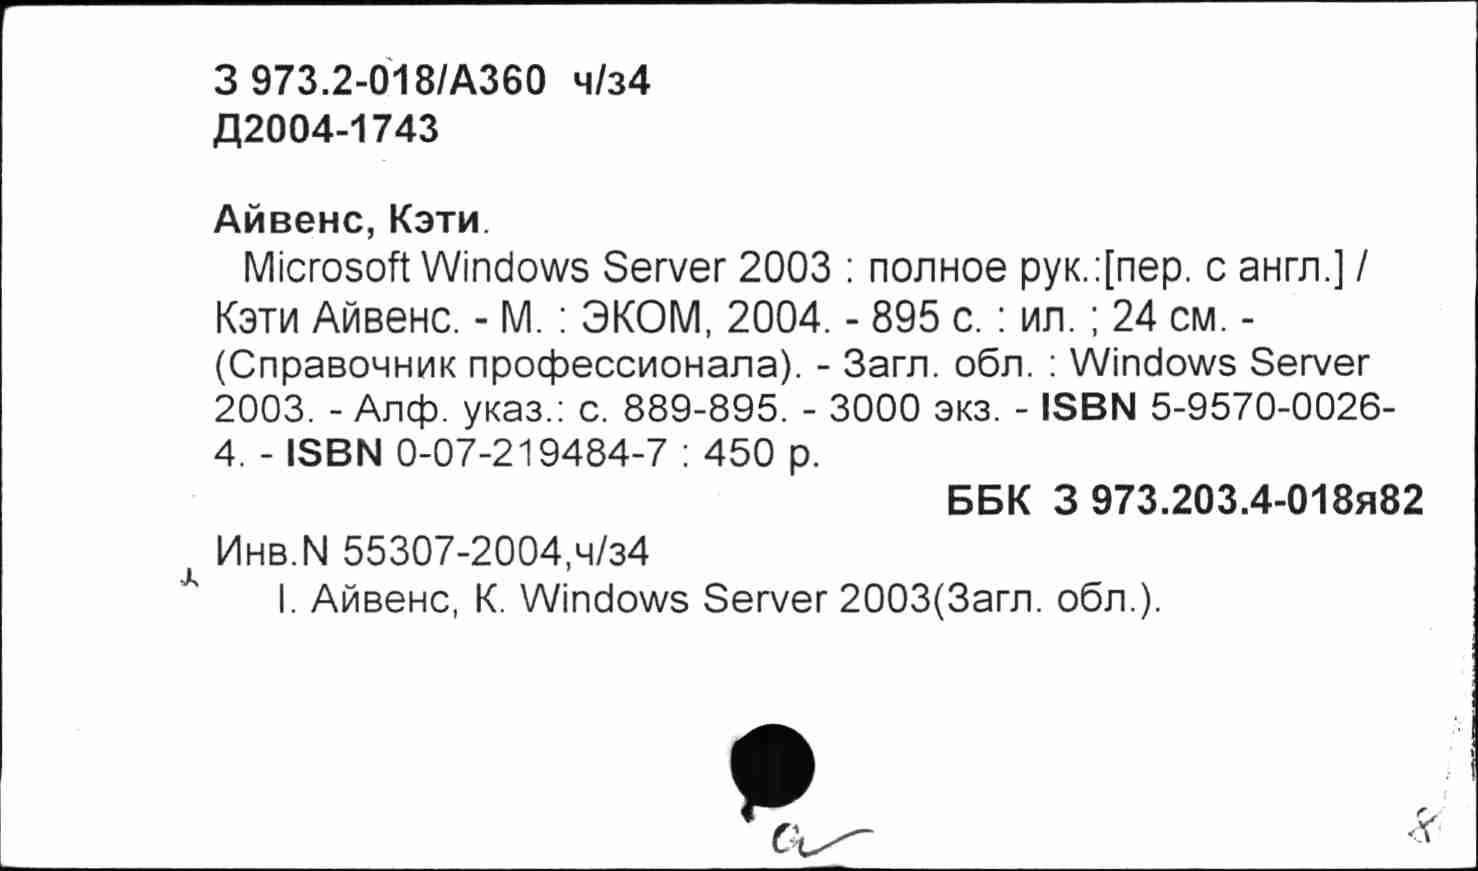 З 973.2-018/А360 ч/з4
Д2004-1743
Айвенс, Кэти.
Microsoft Windows Server 2003 : полное рук.:[пер. с англ.] /
Кэти Айвенс. - М. : ЭКОМ, 2004. - 895 с. : ил. ; 24 см. -
(Справочник профессионала). - Загл. обл. : Windows Server
2003. - Алф. указ.: с. 889-895. - 3000 экз. - ISBN 5-9570-0026-
4. - ISBN 0-07-219484-7 : 450 р.
ББК З 973.203.4-018я82
Инв.N 55307-2004,ч/з4
I. Айвенс, К. Windows Server 2003(Загл. обл.).